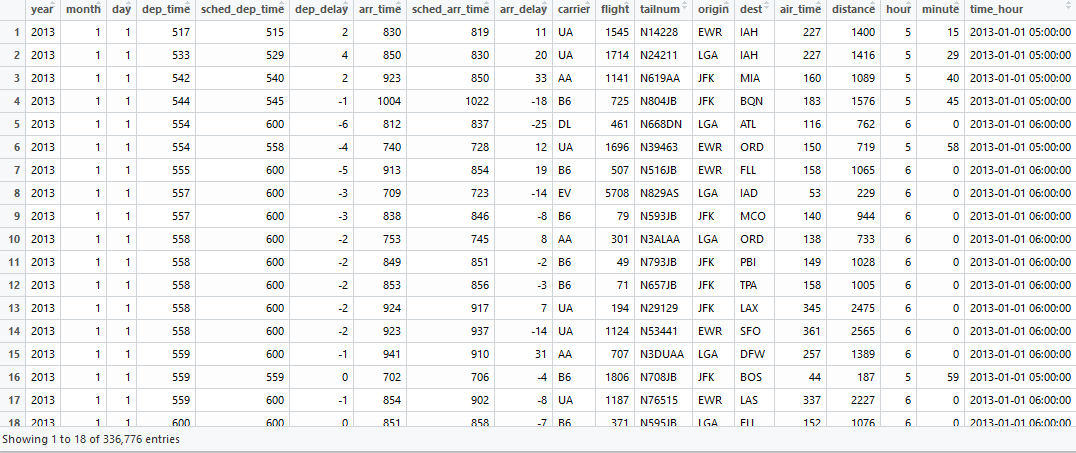 year month day dep_time sched_dep_time dep_delay arr_time sched_arr_time arr_delay carrier flight tailnum origin dest air_time distance hour minute time_hour
1 2013 1 1 517 515 2 830 819 11 UA 1545 N14228 EWR IAH 227 1400 5 15 2013-01-01 05:00:00
2 2013 1 1 533 529 4 850 830 20 UA 1714 N24211 LGA IAH 227 1416 5 29 2013-01-01 05:00:00
3 2013 1 1 542 540 2 923 850 33 AA 1141 N619AA JFK MIA 160 1089 5 40 2013-01-01 05:00:00
4 2013 1 1 544 545 -1 1004 1022 -18 B6 725 N804JB JFK BQN 183 1576 5 45 2013-01-01 05:00:00
5 2013 1 1 554 600 -6 812 837 -25 DL 461 N668DN LGA ATL 116 762 6 0 2013-01-01 06:00:00
6 2013 1 1 554 558 -4 740 728 12 UA 1696 N39463 EWR ORD 150 719 5 58 2013-01-01 05:00:00
7 2013 1 1 555 600 -5 913 854 19 B6 507 N516JB EWR FLL 158 1065 6 0 2013-01-01 06:00:00
8 2013 1 1 557 600 -3 709 723 -14 EV 5708 N829AS LGA IAD 53 229 6 0 2013-01-01 06:00:00
9 2013 1 1 557 600 -3 838 846 -8 B6 79 N593JB JFK MCO 140 944 6 0 2013-01-01 06:00:00
10 2013 1 1 558 600 -2 753 745 8 AA 301 N3ALAA LGA ORD 138 733 6 0 2013-01-01 06:00:00
11 2013 1 1 558 600 -2 849 851 -2 B6 49 N793JB JFK PBI 149 1028 6 0 2013-01-01 06:00:00
12 2013 1 1 558 600 -2 853 856 -3 B6 71 N657JB JFK TPA 158 1005 6 0 2013-01-01 06:00:00
13 2013 1 1 558 600 -2 924 917 7 UA 194 N29129 JFK LAX 345 2475 6 0 2013-01-01 06:00:00
14 2013 1 1 558 600 -2 923 937 -14 UA 1124 N53441 EWR SFO 361 2565 6 0 2013-01-01 06:00:00
15 2013 1 1 559 600 -1 941 910 31 AA 707 N3DUAA LGA DFW 257 1389 6 0 2013-01-01 06:00:00
16 2013 1 1 559 559 0 702 706 -4 B6 1806 N708JB JFK BOS 44 187 5 59 2013-01-01 05:00:00
17 2013 1 1 559 600 -1 854 902 -8 UA 1187 N76515 EWR LAS 337 2227 6 0 2013-01-01 06:00:00
18 2013 1 1 600 600 0 851 858 -7 B6 371 N595JB LGA FLL 152 1076 6 0 2013-01-01 06:00:00
Showing 1 to 18 of 336,776 entries